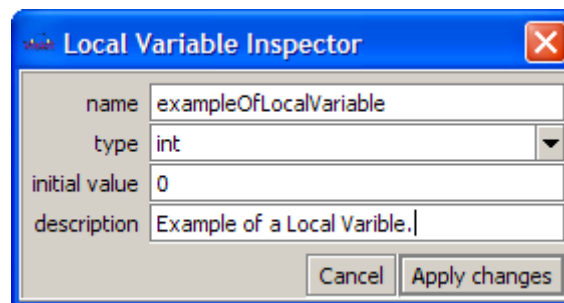 Local Variable Inspector
name exampleOfLocalVariable
type int
initial value 0
description Example of a Local Varible.
Cancel Apply changes